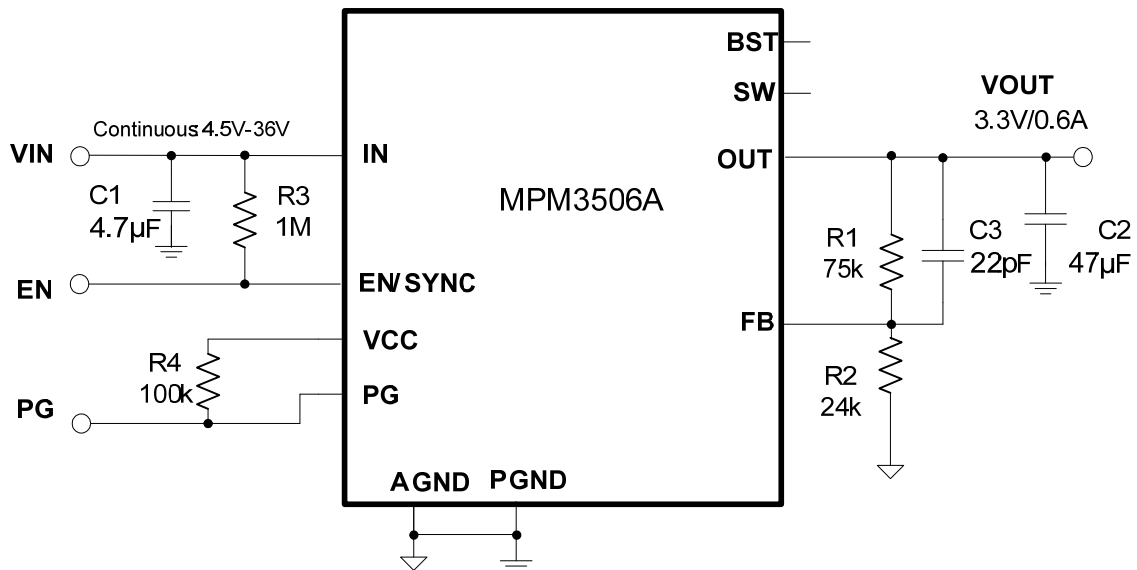 BST
SW
VOUT
3.3V/0.6A
Continuous: 4.5V-36V
VIN
IN
OUT
MPM3506A
C1
4.7µF
R3
1M
R1
75k
C3
22pF
C2
47µF
EN
EN/SYNC
FB
VCC
R4
100k
R2
24k
PG
PG
AGND
PGND